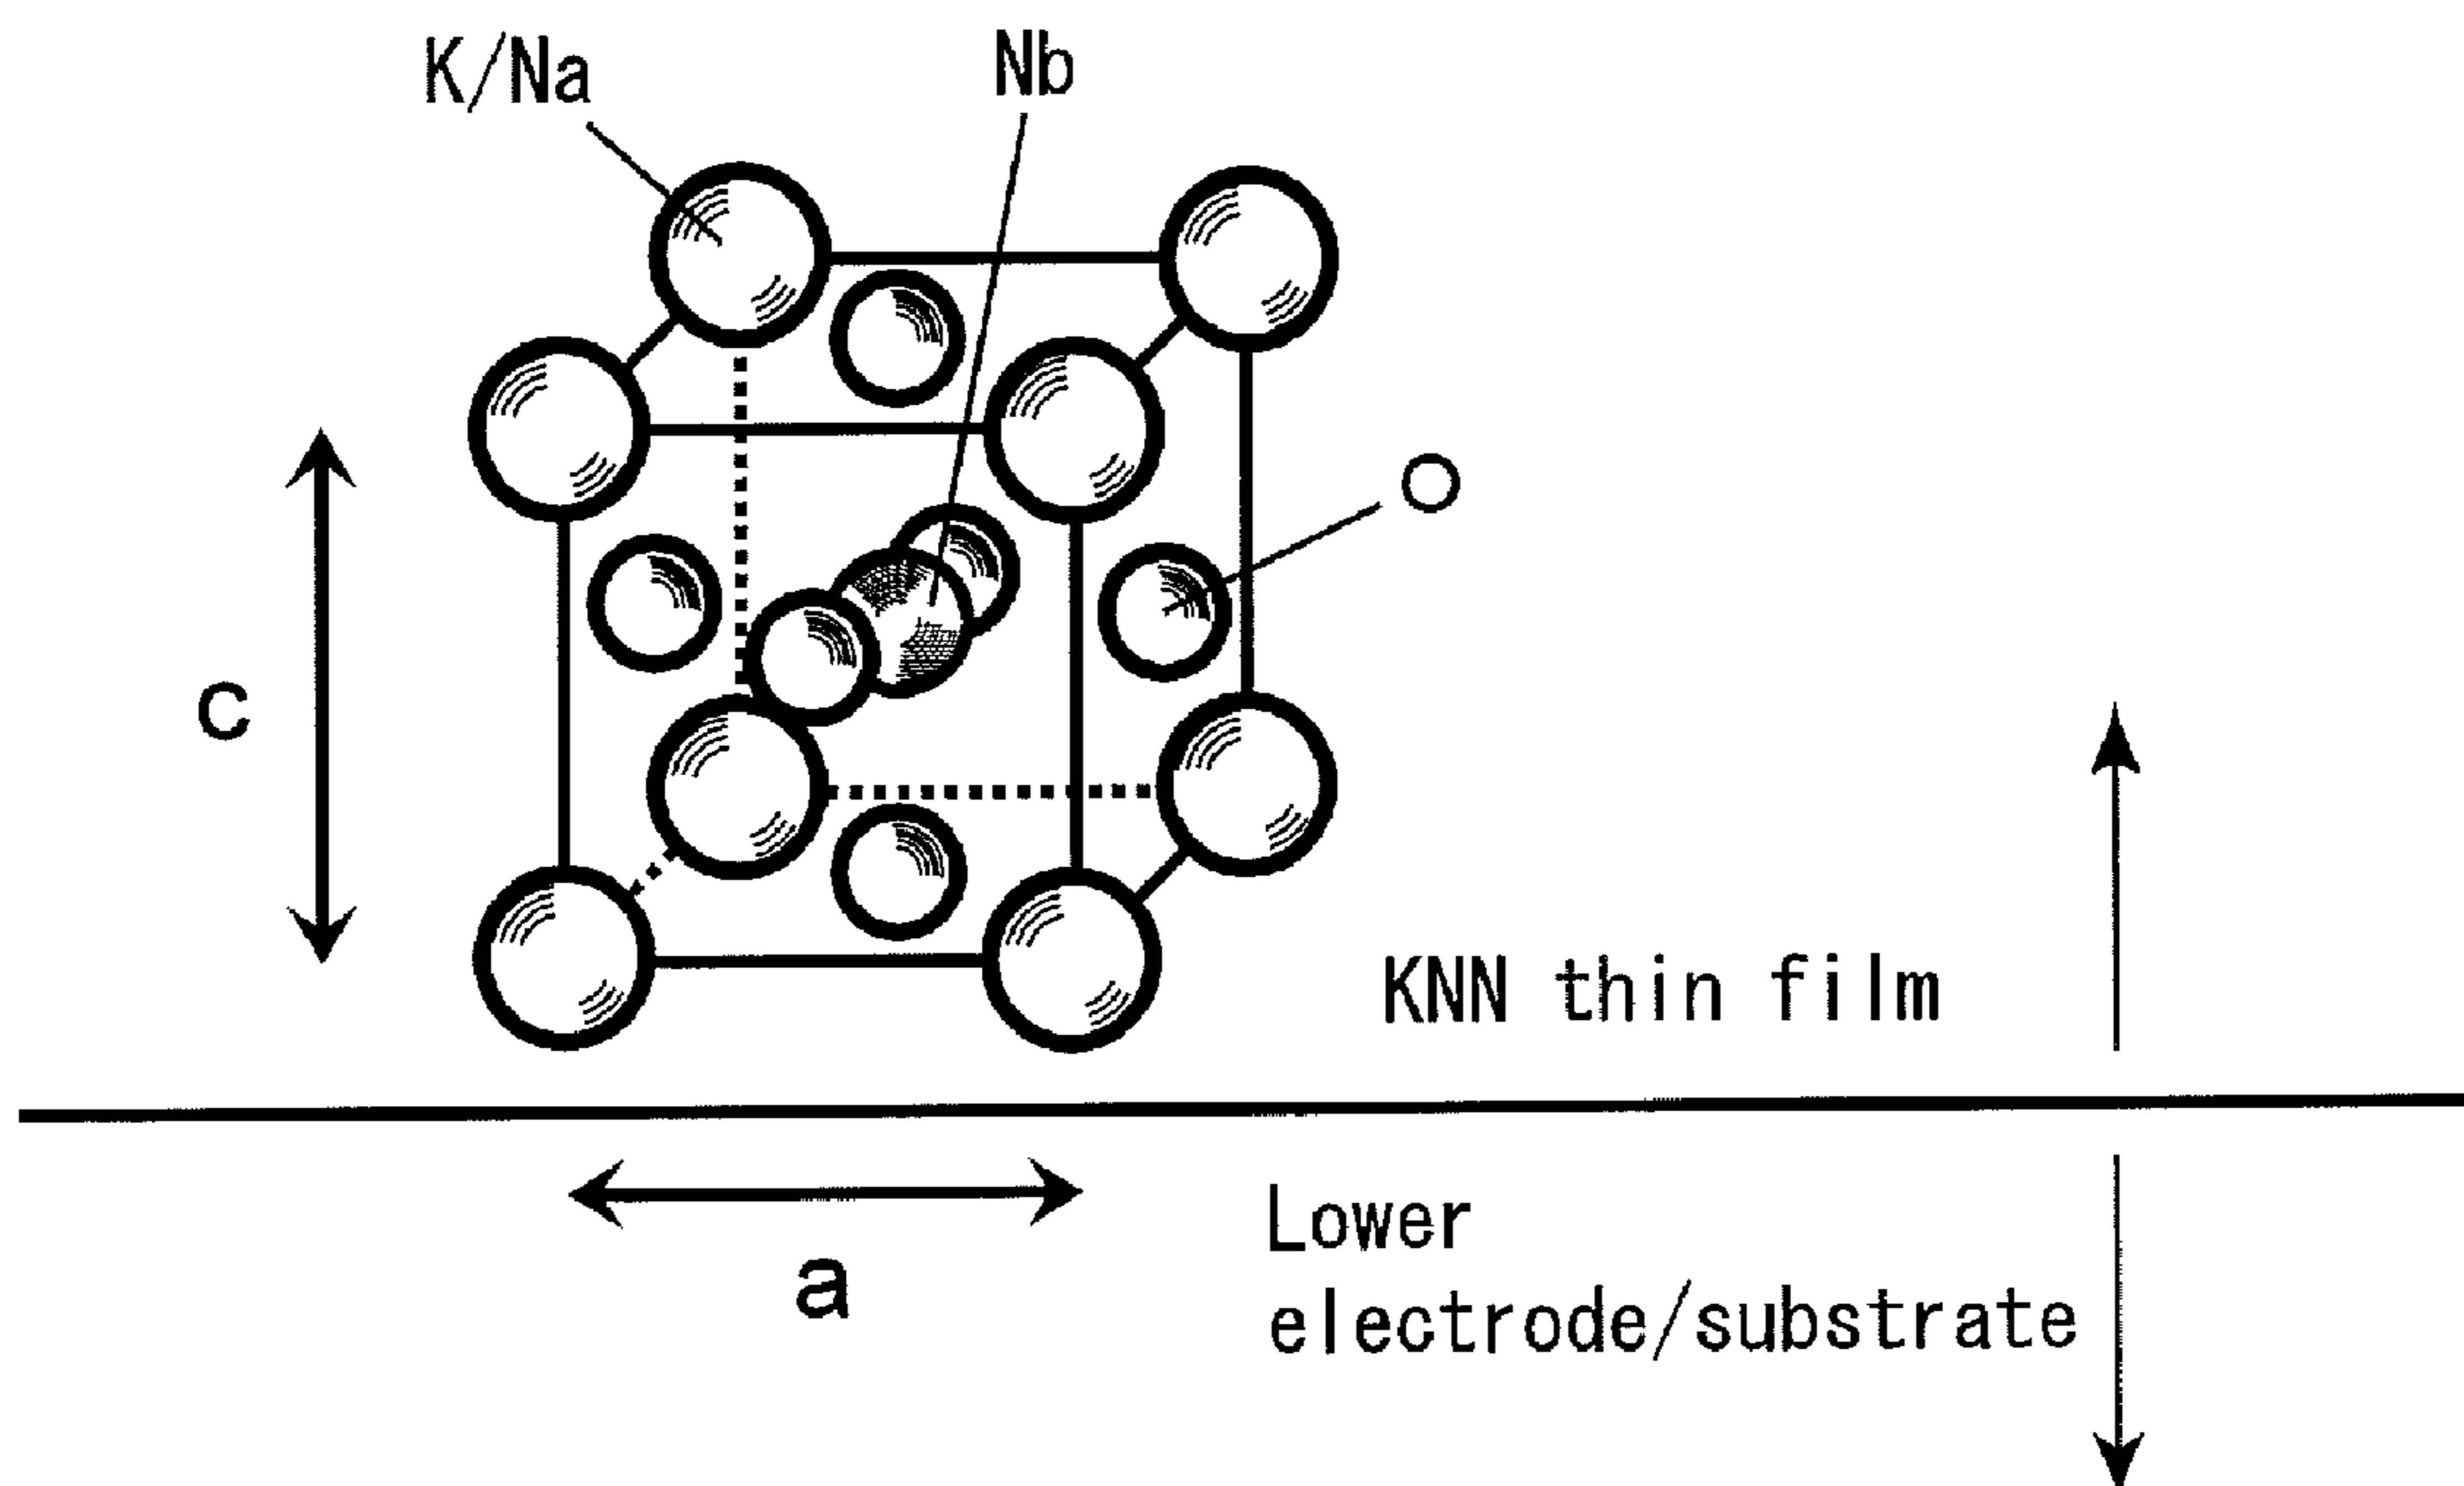 K/Na
Nb
O
c
KNN thin film
a
Lower
electrode/substrate